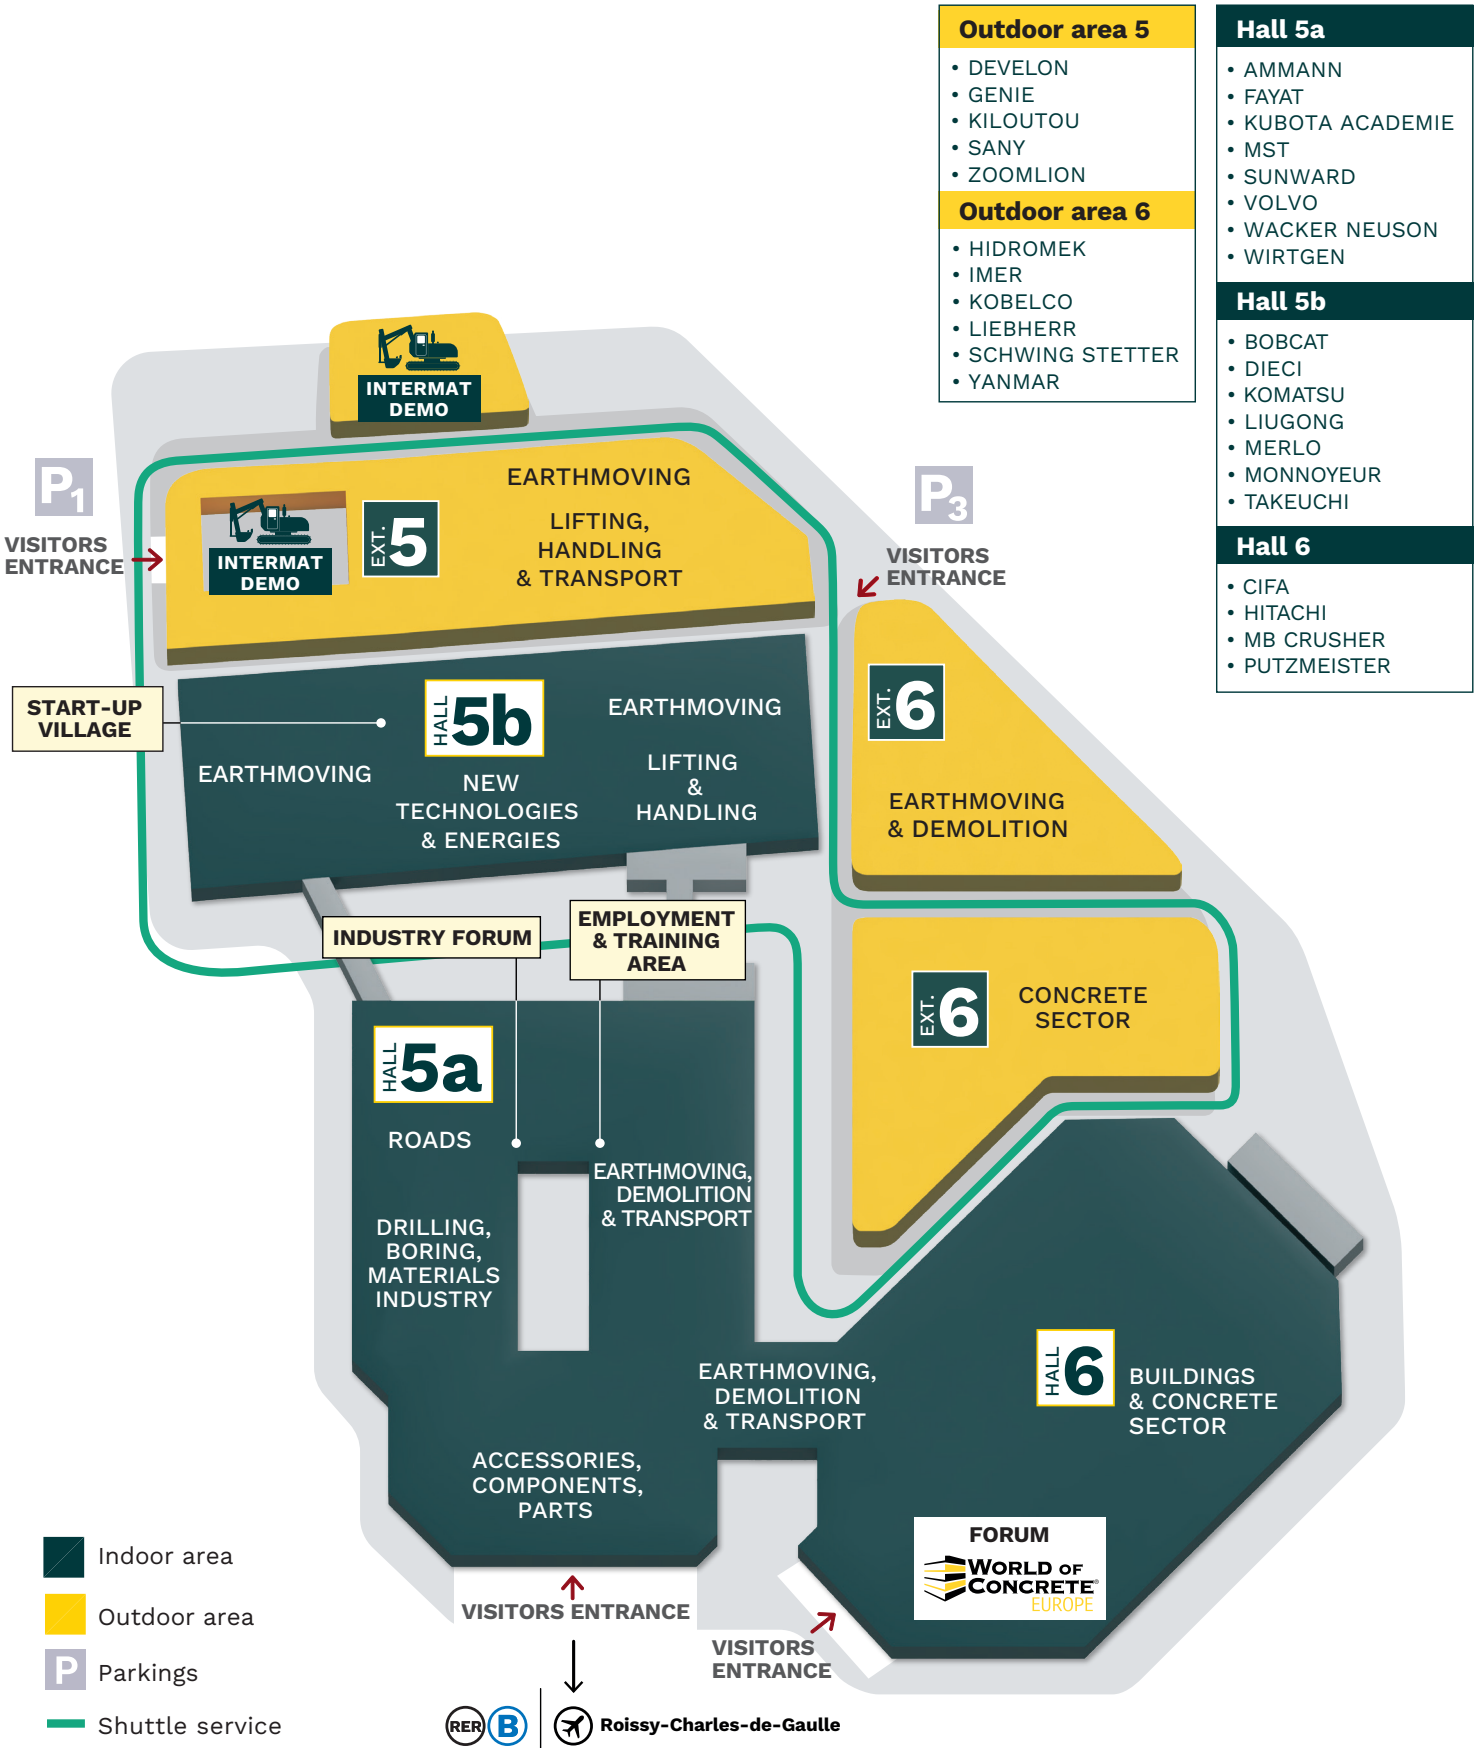 Outdoor area 5
• DEVELON
• GENIE
• KILOUTOU
• SANY
• ZOOMLION
Outdoor area 6
• HIDROMEK
• IMER
• KOBELCO
• LIEBHERR
• SCHWING STETTER
• YANMAR
Hall 5a
• AMMANN
• FAYAT
• KUBOTA ACADEMIE
• MST
• SUNWARD
• VOLVO
• WACKER NEUSON
• WIRTGEN
Hall 5b
• BOBCAT
• DIECI
• KOMATSU
• LIUGONG
• MERLO
• MONNOYEUR
• TAKEUCHI
Hall 6
• CIFA
• HITACHI
• MB CRUSHER
• PUTZMEISTER
INTERMAT
DEMO
P1
VISITORS
ENTRANCE
INTERMAT
DEMO
EXT. 5
EARTHMOVING
LIFTING,
HANDLING
& TRANSPORT
P3
VISITORS
ENTRANCE
START-UP
VILLAGE
HALL 5b
EARTHMOVING
NEW
TECHNOLOGIES
& ENERGIES
EARTHMOVING
LIFTING
&
HANDLING
EXT. 6
EARTHMOVING
& DEMOLITION
INDUSTRY FORUM
EMPLOYMENT
& TRAINING
AREA
EXT. 6
CONCRETE
SECTOR
HALL 5a
ROADS
EARTHMOVING,
DEMOLITION
& TRANSPORT
DRILLING,
BORING,
MATERIALS
INDUSTRY
EARTHMOVING,
DEMOLITION
& TRANSPORT
HALL 6
BUILDINGS
& CONCRETE
SECTOR
ACCESSORIES,
COMPONENTS,
PARTS
FORUM
WORLD OF
CONCRETE®
EUROPE
VISITORS ENTRANCE
VISITORS
ENTRANCE
Indoor area
Outdoor area
P Parkings
Shuttle service
RER B
Roissy-Charles-de-Gaulle